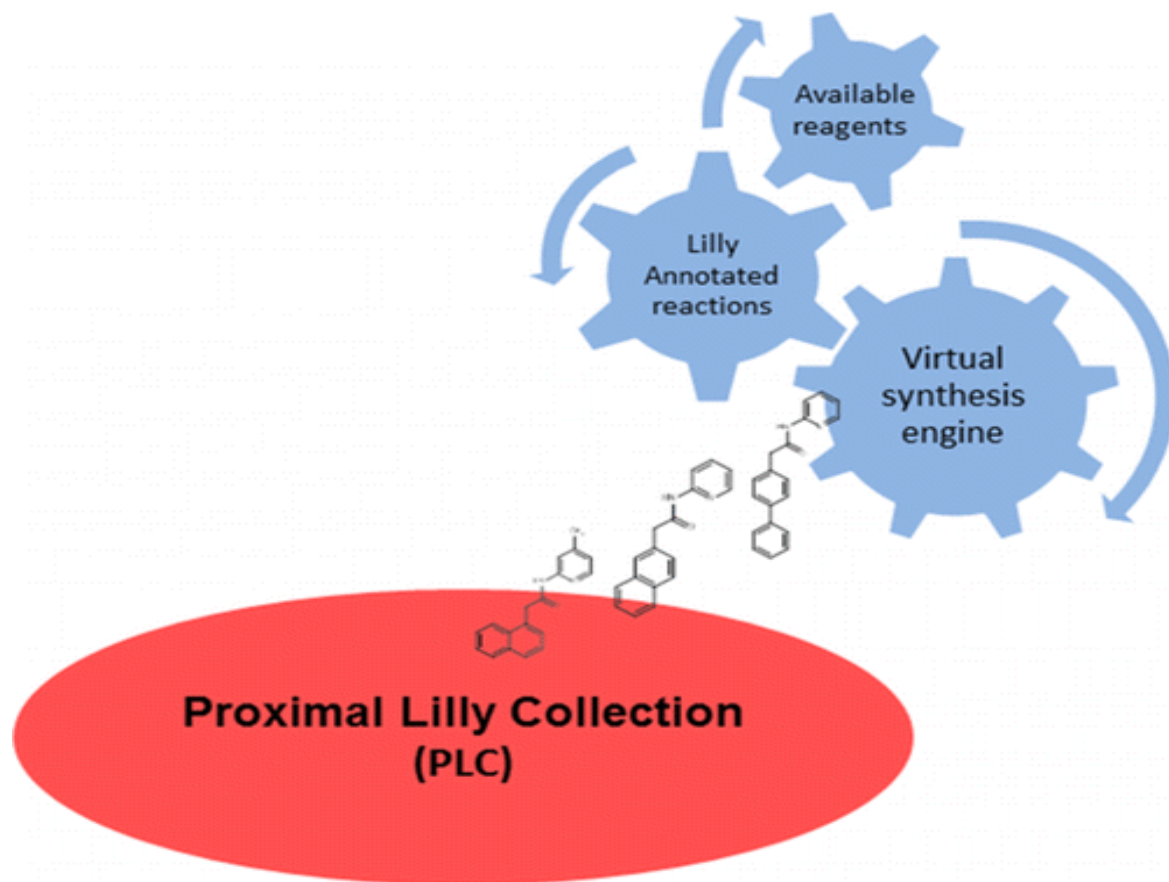 Available
reagents
Lilly
Annotated
reactions
Virtual
synthesis
engine
Proximal Lilly Collection
(PLC)